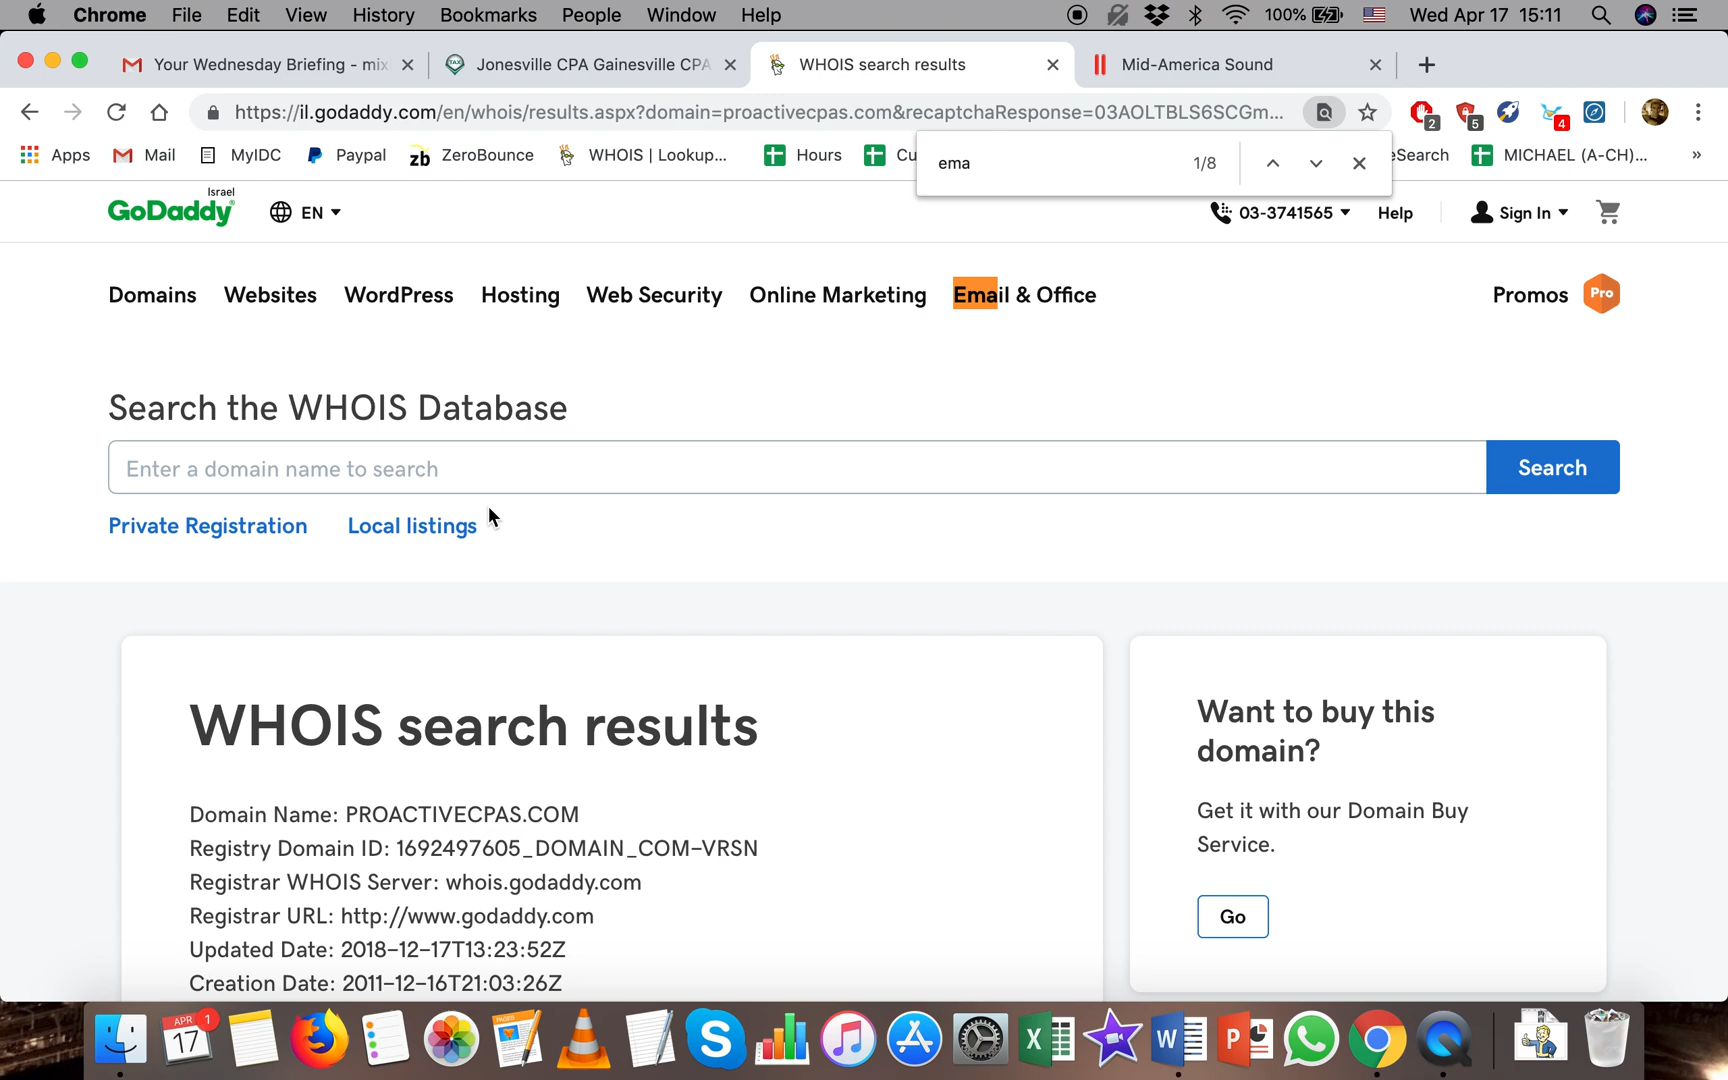 Chrome File Edit View History Bookmarks People Window Help 100% Wed Apr 17 15:11
Your Wednesday Briefing - mix Jonesville CPA Gainesville CPA WHOIS search results Mid-America Sound
https://il.godaddy.com/en/whois/results.aspx?domain=proactivecpas.com&recaptchaResponse=03AOLTBLS6SCGm... 2 5 4
Apps Mail MyIDC Paypal zb ZeroBounce WHOIS | Lookup... Hours Cu eSearch MICHAEL (A-CH)... »
ema 1/8
Israel
GoDaddy EN 03-3741565 Help Sign In
Domains Websites WordPress Hosting Web Security Online Marketing Email & Office Promos Pro
Search the WHOIS Database
Enter a domain name to search Search
Private Registration Local listings
WHOIS search results
Domain Name: PROACTIVECPAS.COM
Registry Domain ID: 1692497605_DOMAIN_COM-VRSN
Registrar WHOIS Server: whois.godaddy.com
Registrar URL: http://www.godaddy.com
Updated Date: 2018-12-17T13:23:52Z
Creation Date: 2011-12-16T21:03:26Z
Want to buy this
domain?
Get it with our Domain Buy
Service.
Go
APR 1
17
PAGES
S
X
W
P